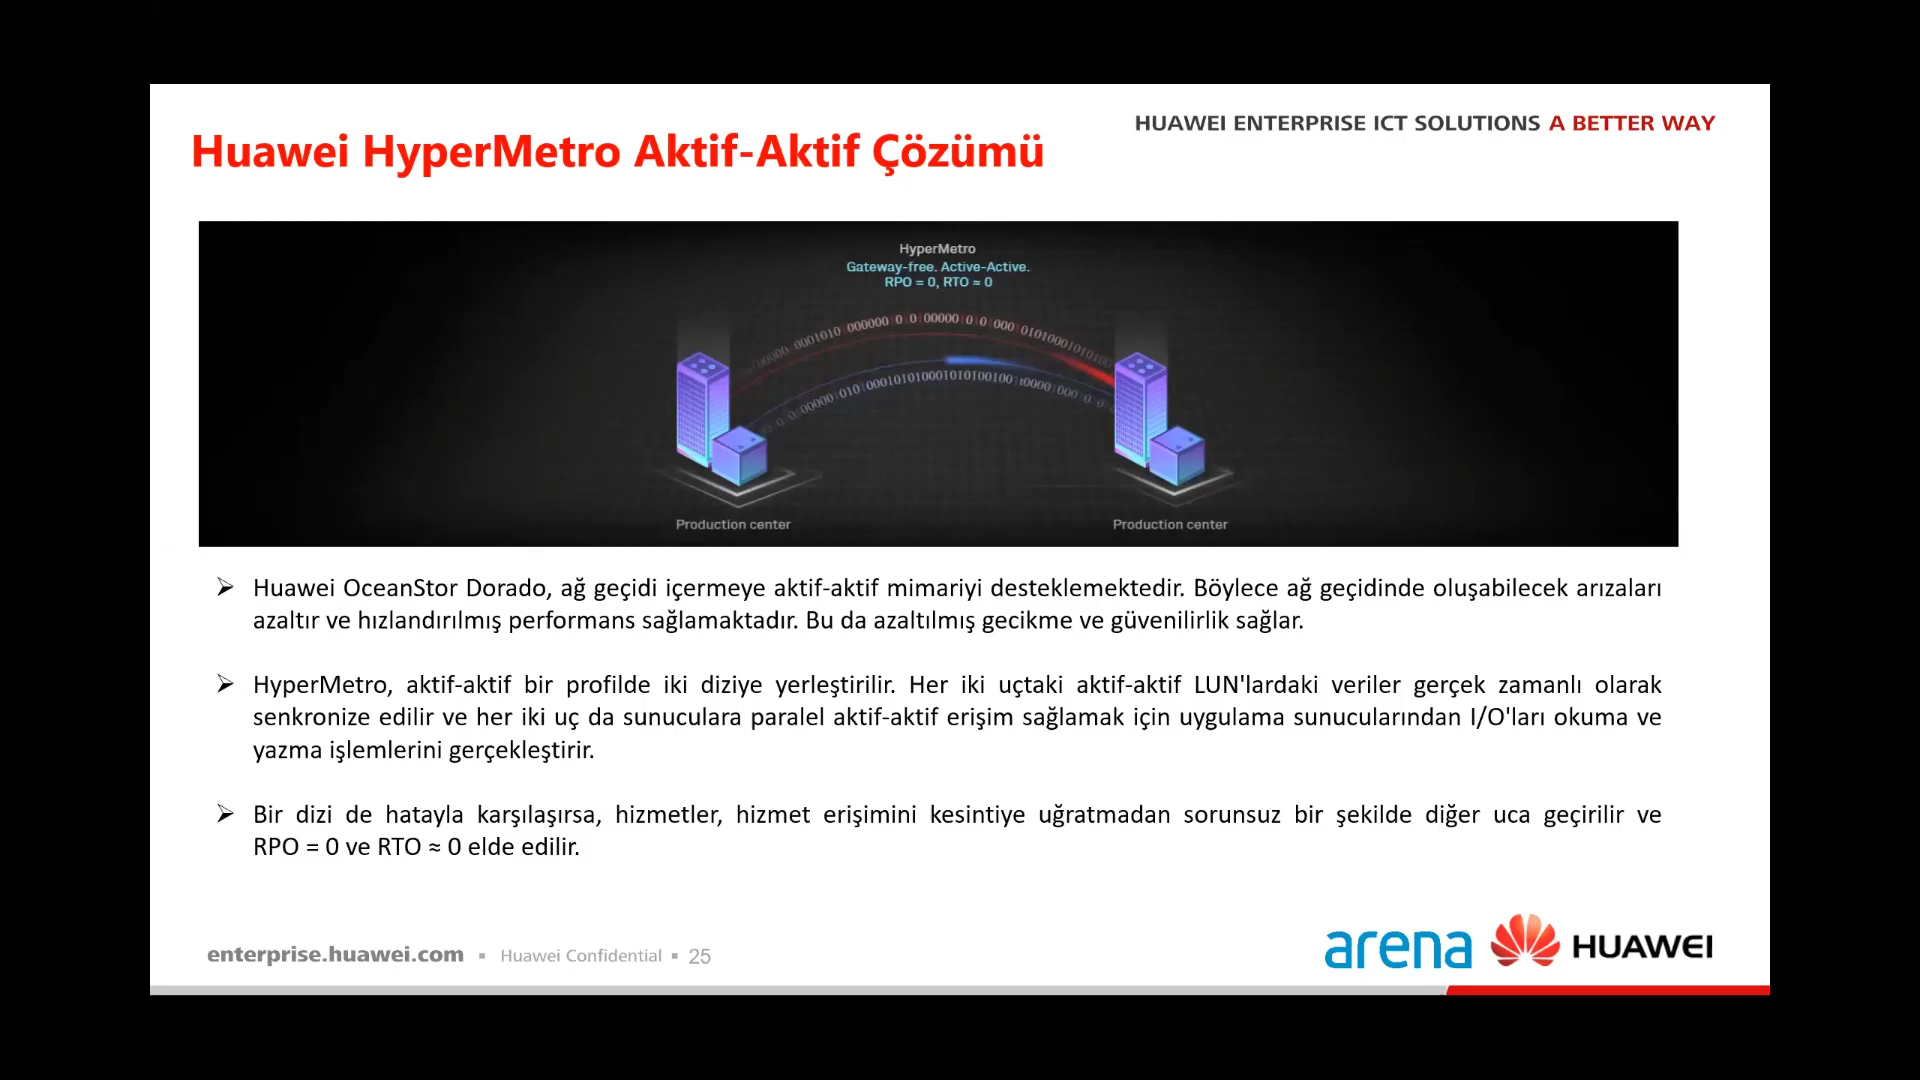 HUAWEI ENTERPRISE ICT SOLUTIONS A BETTER WAY
Huawei HyperMetro Aktif-Aktif Çözümü
HyperMetro
Gateway-free. Active-Active.
RPO = 0, RTO ≈ 0
Production center
Production center
➢ Huawei OceanStor Dorado, ağ geçidi içermeye aktif-aktif mimariyi desteklemektedir. Böylece ağ geçidinde oluşabilecek arızaları
azaltır ve hızlandırılmış performans sağlamaktadır. Bu da azaltılmış gecikme ve güvenilirlik sağlar.
➢ HyperMetro, aktif-aktif bir profilde iki diziye yerleştirilir. Her iki uçtaki aktif-aktif LUN'lardaki veriler gerçek zamanlı olarak
senkronize edilir ve her iki uç da sunuculara paralel aktif-aktif erişim sağlamak için uygulama sunucularından I/O'ları okuma ve
yazma işlemlerini gerçekleştirir.
➢ Bir dizi de hatayla karşılaşırsa, hizmetler, hizmet erişimini kesintiye uğratmadan sorunsuz bir şekilde diğer uca geçirilir ve
RPO = 0 ve RTO ≈ 0 elde edilir.
enterprise.huawei.com ▪ Huawei Confidential ▪ 25
arena HUAWEI